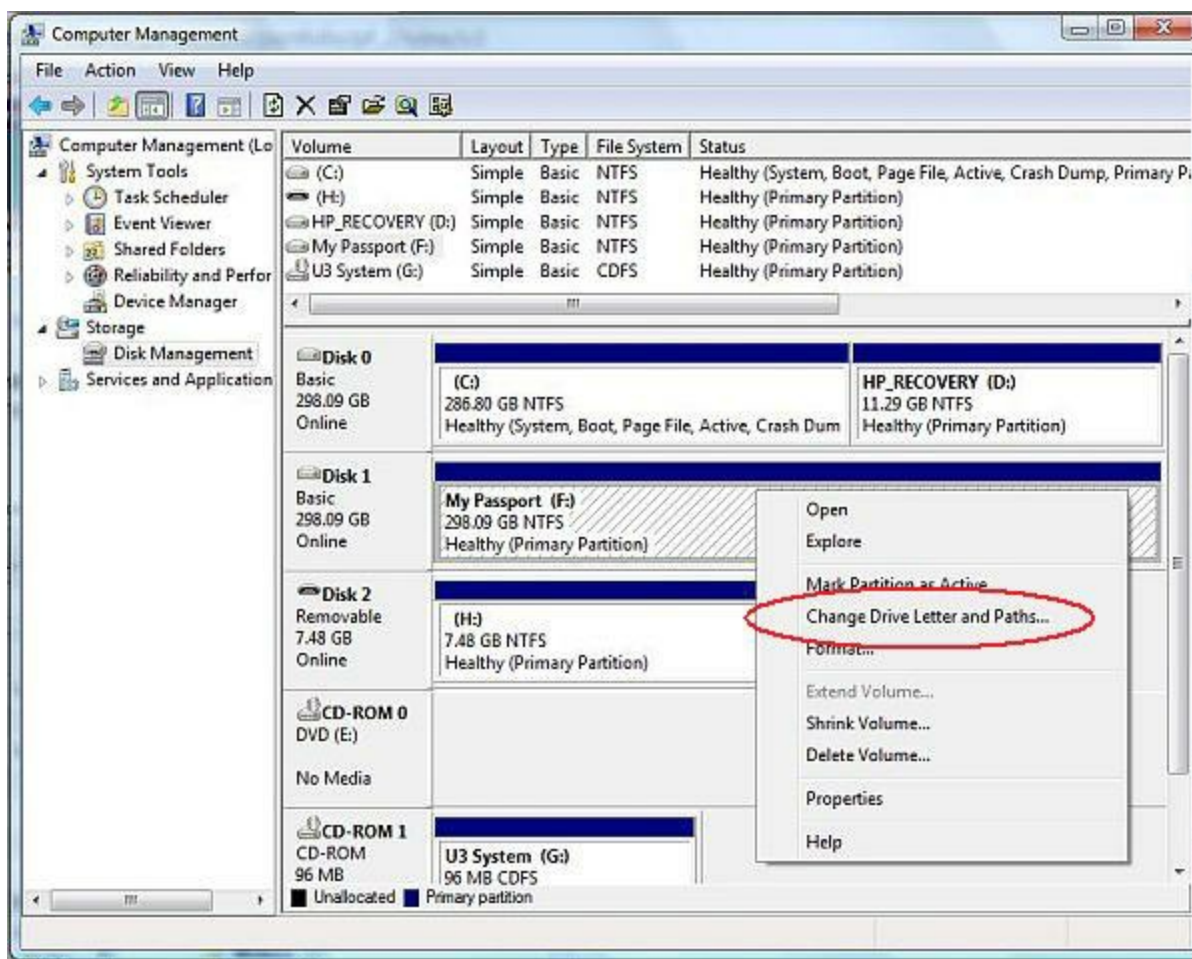 Computer Management
File Action View Help
Computer Management (Lo
System Tools
Task Scheduler
Event Viewer
Shared Folders
Reliability and Perfor
Device Manager
Storage
Disk Management
Services and Application
Volume Layout Type File System Status
(C:) Simple Basic NTFS Healthy (System, Boot, Page File, Active, Crash Dump, Primary P
(H:) Simple Basic NTFS Healthy (Primary Partition)
HP_RECOVERY (D:) Simple Basic NTFS Healthy (Primary Partition)
My Passport (F:) Simple Basic NTFS Healthy (Primary Partition)
U3 System (G:) Simple Basic CDFS Healthy (Primary Partition)
Disk 0
Basic
298.09 GB
Online
(C:)
286.80 GB NTFS
Healthy (System, Boot, Page File, Active, Crash Dum
HP_RECOVERY (D:)
11.29 GB NTFS
Healthy (Primary Partition)
Disk 1
Basic
298.09 GB
Online
My Passport (F:)
298.09 GB NTFS
Healthy (Primary Partition)
Disk 2
Removable
7.48 GB
Online
(H:)
7.48 GB NTFS
Healthy (Primary Partition)
CD-ROM 0
DVD (E:)
No Media
CD-ROM 1
CD-ROM
96 MB
U3 System (G:)
96 MB CDFS
Open
Explore
Mark Partition as Active
Change Drive Letter and Paths...
Format...
Extend Volume...
Shrink Volume...
Delete Volume...
Properties
Help
Unallocated Primary partition